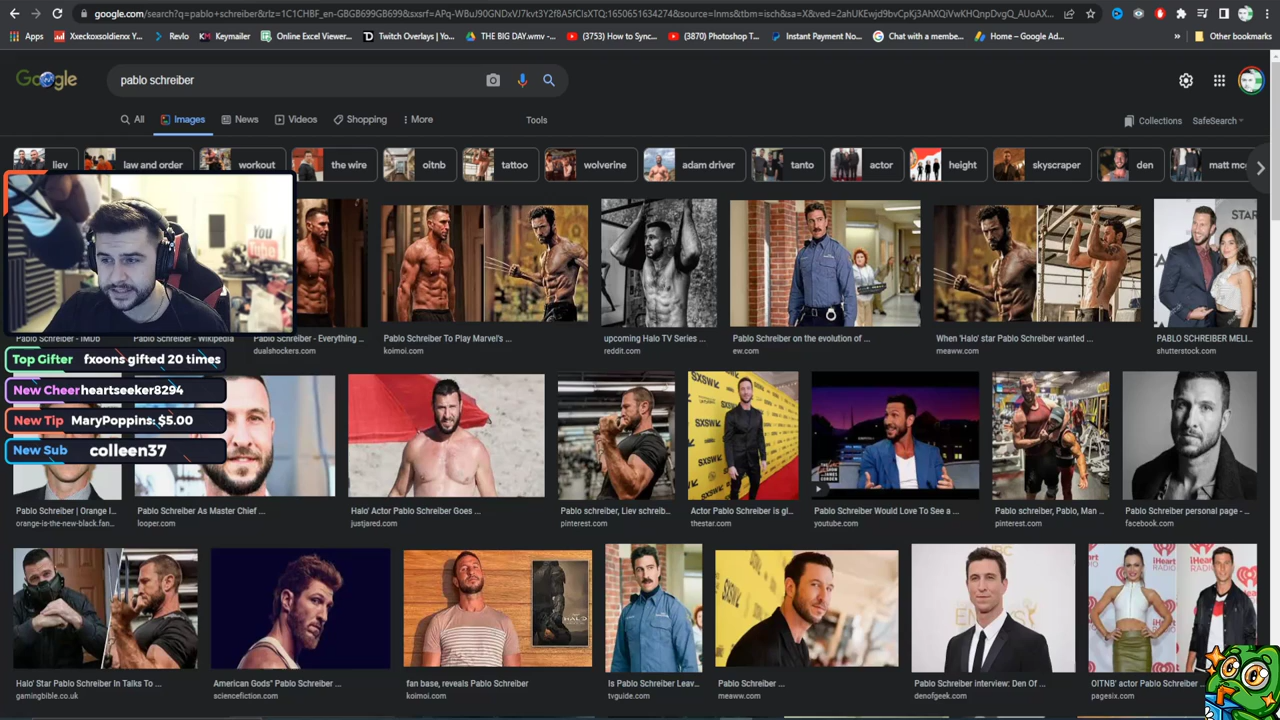 google.com/search?q=pablo+schreiber&rlz=1C1CHBF_en-GBGB699GB699&sxsrf=APq-WBuJ90GNDxVJ7kvt3Y2f8A5fClsXTQ:1650651634274&source=lnms&tbm=isch&sa=X&ved=2ahUKEwjd9bvCpKj3AhXQiVwKHQnpDvgQ_AUoAX...
Apps
Xxeckoxsoldierxx Y...
Revlo
Keymailer
Online Excel Viewer...
Twitch Overlays | Yo...
THE BIG DAY.wmv -...
(3753) How to Sync...
(3870) Photoshop T...
Instant Payment No...
Chat with a membe...
Home – Google Ad...
»
Other bookmarks
pablo schreiber
All
Images
News
Videos
Shopping
More
Tools
Collections
SafeSearch
liev
law and order
workout
the wire
oitnb
tattoo
wolverine
adam driver
tanto
actor
height
skyscraper
den
matt mc
Pablo Schreiber - IMDb
Pablo Schreiber - Wikipedia
Pablo Schreiber - Everything ...
dualshockers.com
Pablo Schreiber To Play Marvel's ...
koimoi.com
upcoming Halo TV Series ...
reddit.com
Pablo Schreiber on the evolution of ...
ew.com
When 'Halo' star Pablo Schreiber wanted ...
meaww.com
PABLO SCHREIBER MELI...
shutterstock.com
Top Gifter fxoons gifted 20 times
New Cheer heartseeker8294
New Tip MaryPoppins: $5.00
New Sub colleen37
Pablo Schreiber | Orange I...
orange-is-the-new-black.fan...
Pablo Schreiber As Master Chief ...
looper.com
Halo' Actor Pablo Schreiber Goes ...
justjared.com
Pablo schreiber, Liev schreib...
pinterest.com
Actor Pablo Schreiber is gl...
thestar.com
Pablo Schreiber Would Love To See a ...
youtube.com
Pablo schreiber, Pablo, Man ...
pinterest.com
Pablo Schreiber personal page - ...
facebook.com
Halo' Star Pablo Schreiber In Talks To ...
gamingbible.co.uk
American Gods" Pablo Schreiber ...
sciencefiction.com
fan base, reveals Pablo Schreiber
koimoi.com
Is Pablo Schreiber Leav...
tvguide.com
Pablo Schreiber ...
meaww.com
Pablo Schreiber interview: Den Of ...
denofgeek.com
OITNB' actor Pablo Schreiber ...
pagesix.com